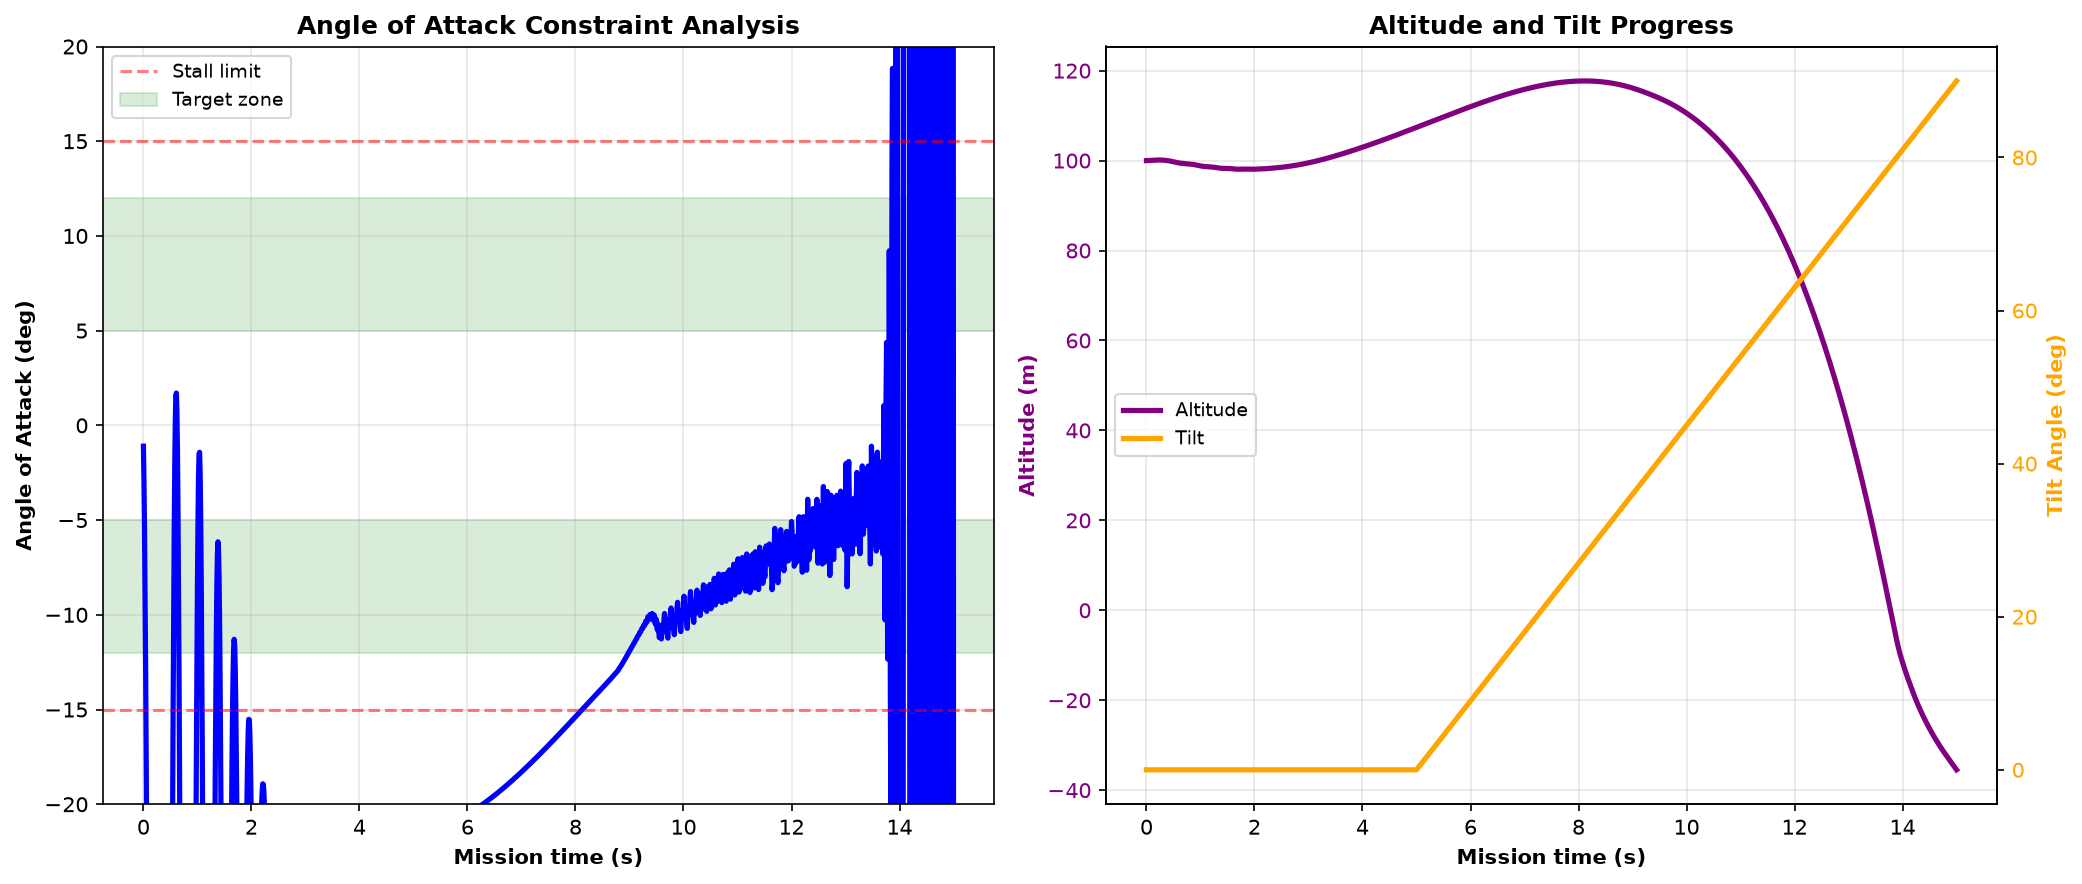 Angle of Attack Constraint Analysis
Stall limit
Target zone
20
15
10
5
0
−5
−10
−15
−20
Angle of Attack (deg)
0 2 4 6 8 10 12 14
Mission time (s)
Altitude and Tilt Progress
Altitude
Tilt
120
100
80
60
40
20
0
−20
−40
Altitude (m)
80
60
40
20
0
Tilt Angle (deg)
0 2 4 6 8 10 12 14
Mission time (s)